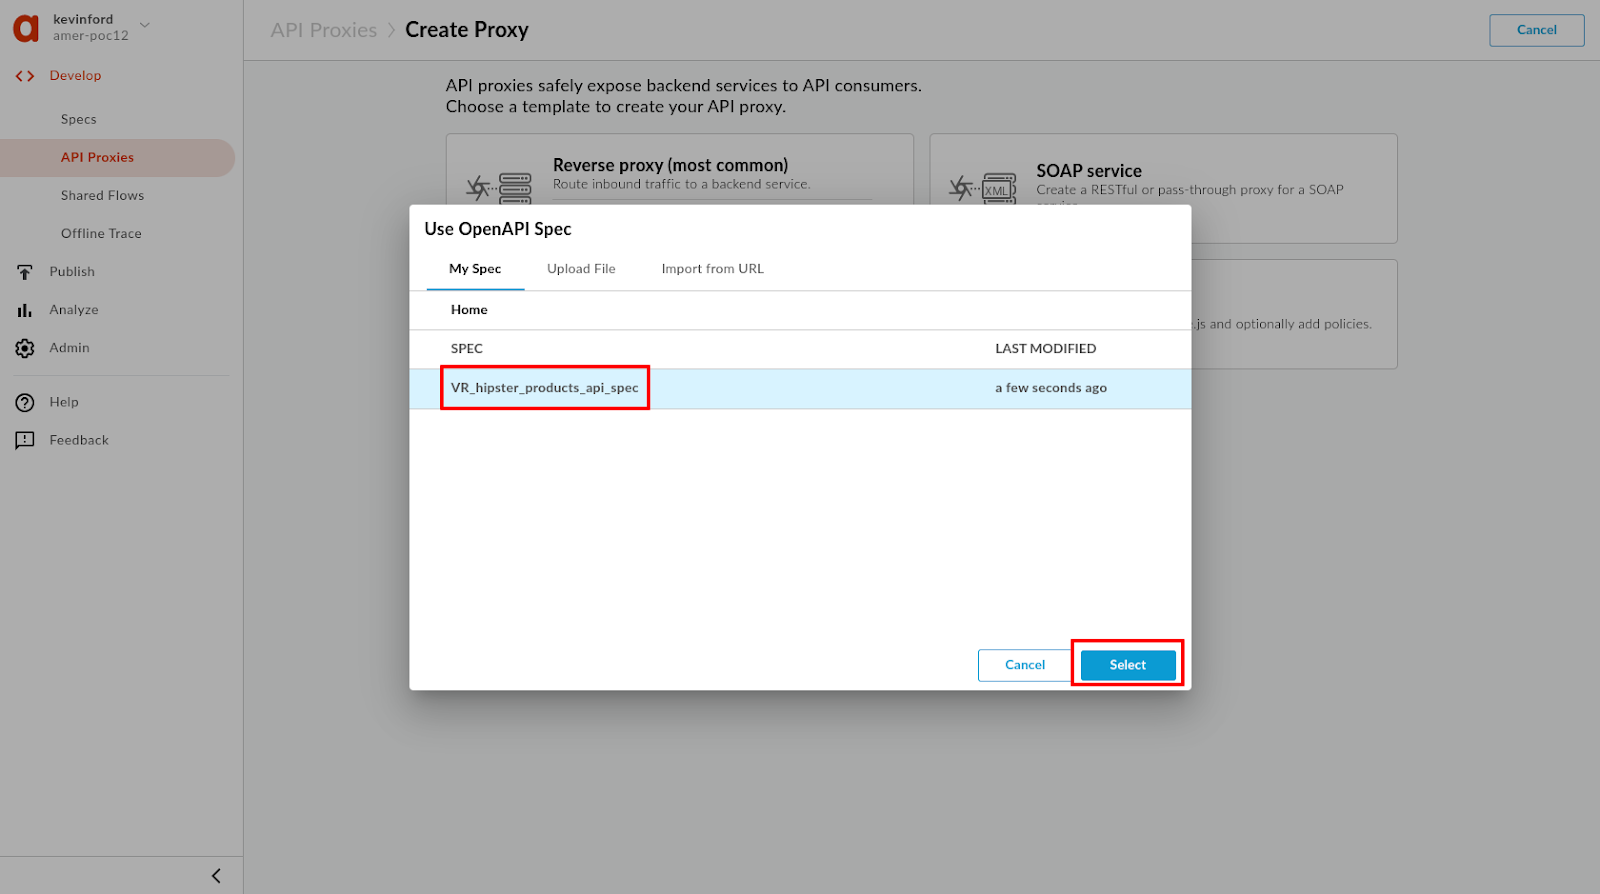 kevinford
amer-poc12
Develop
Specs
API Proxies
Shared Flows
Offline Trace
Publish
Analyze
Admin
Help
Feedback
API Proxies > Create Proxy
Cancel
API proxies safely expose backend services to API consumers.
Choose a template to create your API proxy.
Reverse proxy (most common)
Route inbound traffic to a backend service.
XML
SOAP service
Create a RESTful or pass-through proxy for a SOAP
.js and optionally add policies.
Use OpenAPI Spec
My Spec
Upload File
Import from URL
Home
SPEC
LAST MODIFIED
VR_hipster_products_api_spec
a few seconds ago
Cancel
Select